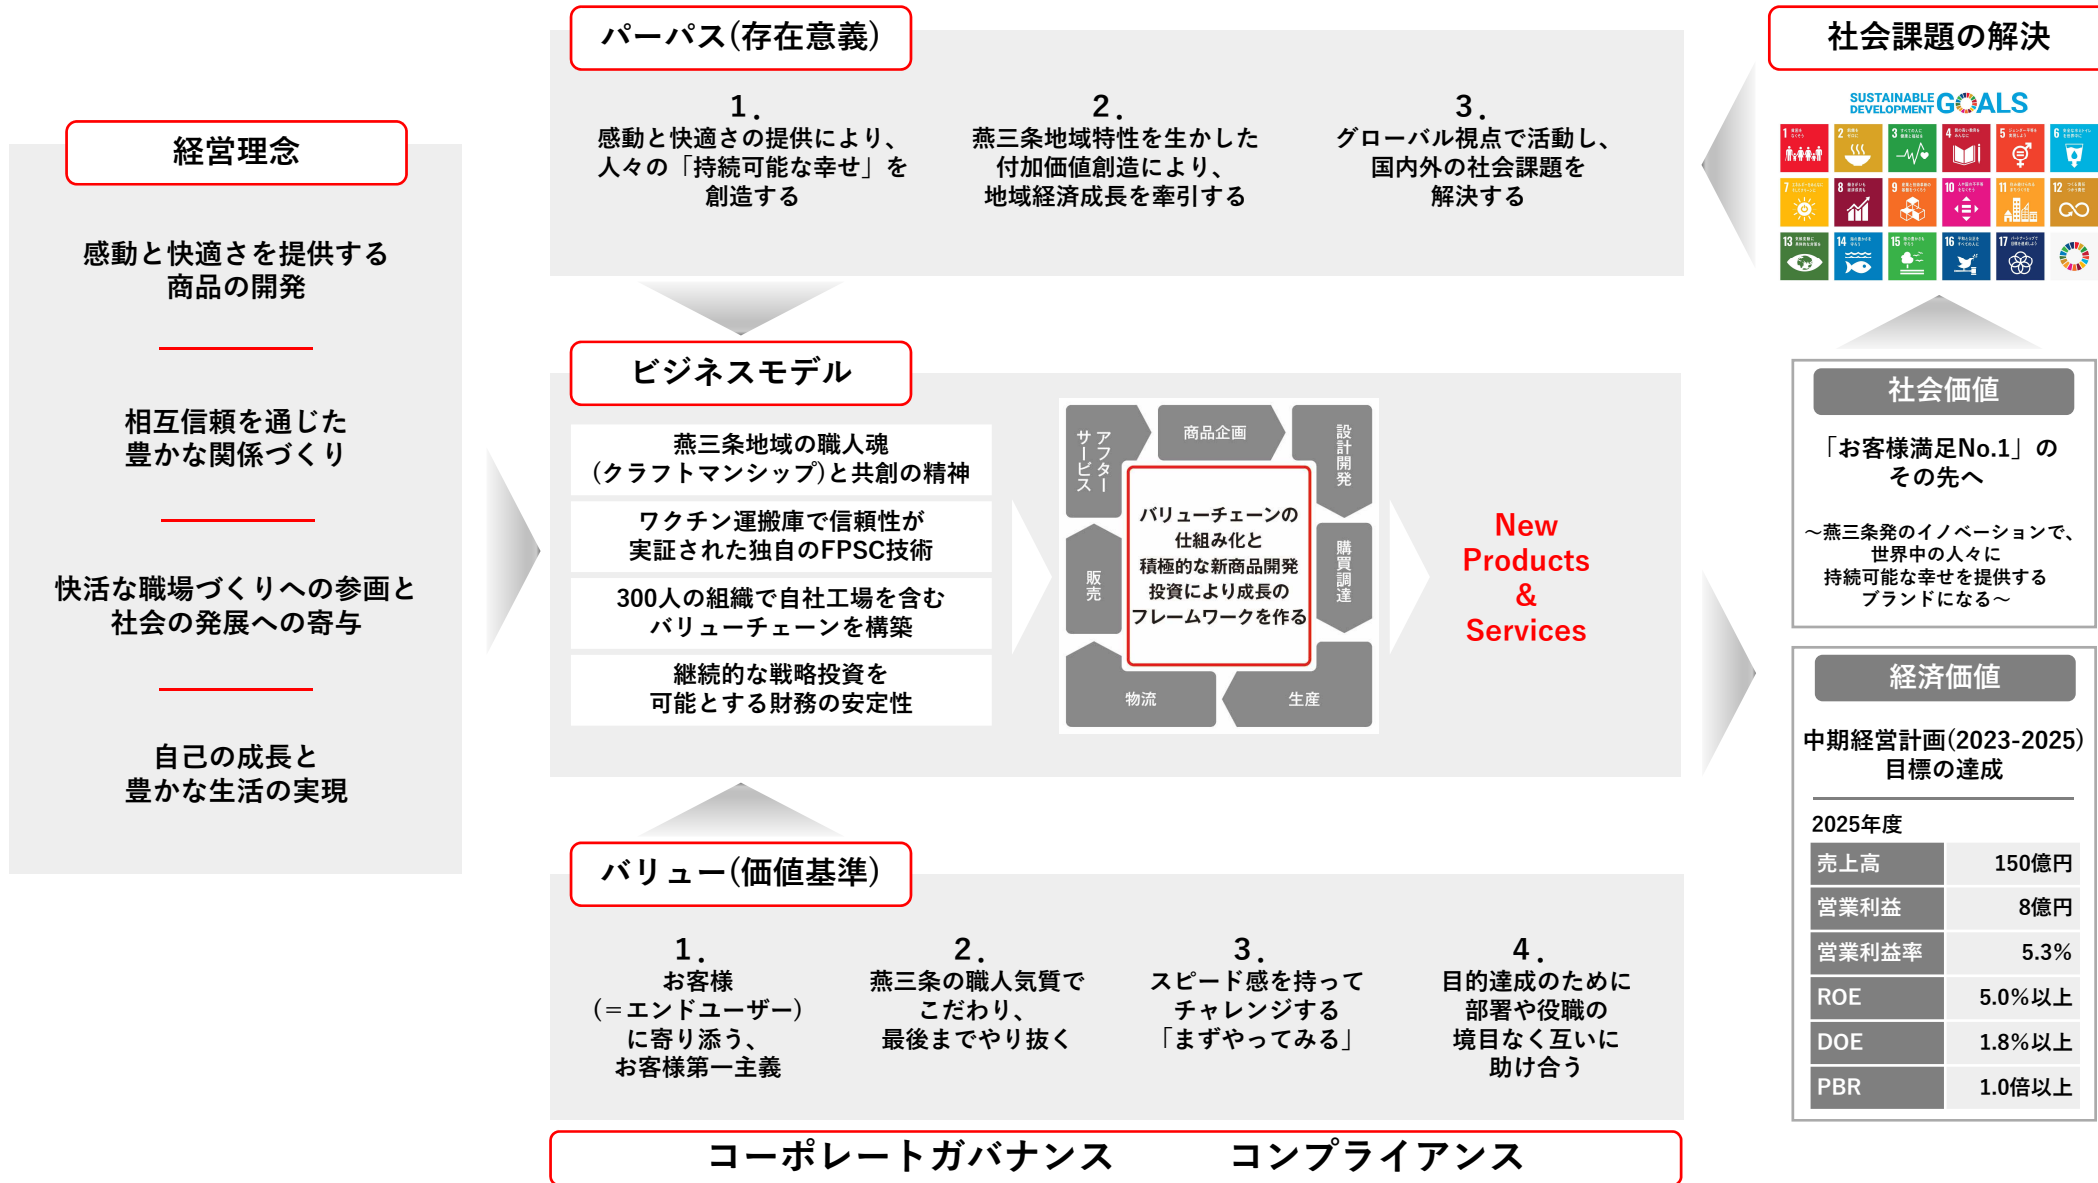 経営理念
感動と快適さを提供する
商品の開発
相互信頼を通じた
豊かな関係づくり
快活な職場づくりへの参画と
社会の発展への寄与
自己の成長と
豊かな生活の実現
パーパス(存在意義)
1.
感動と快適さの提供により、
人々の「持続可能な幸せ」を
創造する
2.
燕三条地域特性を生かした
付加価値創造により、
地域経済成長を牽引する
3.
グローバル視点で活動し、
国内外の社会課題を
解決する
ビジネスモデル
燕三条地域の職人魂
(クラフトマンシップ)と共創の精神
ワクチン運搬庫で信頼性が
実証された独自のFPSC技術
300人の組織で自社工場を含む
バリューチェーンを構築
継続的な戦略投資を
可能とする財務の安定性
商品企画
設計開発
購買調達
生産
物流
販売
アフター
サービス
バリューチェーンの
仕組み化と
積極的な新商品開発
投資により成長の
フレームワークを作る
New
Products
&
Services
バリュー(価値基準)
1.
お客様
(=エンドユーザー)
に寄り添う、
お客様第一主義
2.
燕三条の職人気質で
こだわり、
最後までやり抜く
3.
スピード感を持って
チャレンジする
「まずやってみる」
4.
目的達成のために
部署や役職の
境目なく互いに
助け合う
コーポレートガバナンス コンプライアンス
社会課題の解決
SUSTAINABLE
DEVELOPMENT GOALS
1
2
3
4
5
6
7
8
9
10
11
12
13
14
15
16
17
社会価値
「お客様満足No.1」の
その先へ
～燕三条発のイノベーションで、
世界中の人々に
持続可能な幸せを提供する
ブランドになる～
経済価値
中期経営計画(2023-2025)
目標の達成
2025年度
売上高 150億円
営業利益 8億円
営業利益率 5.3%
ROE 5.0%以上
DOE 1.8%以上
PBR 1.0倍以上